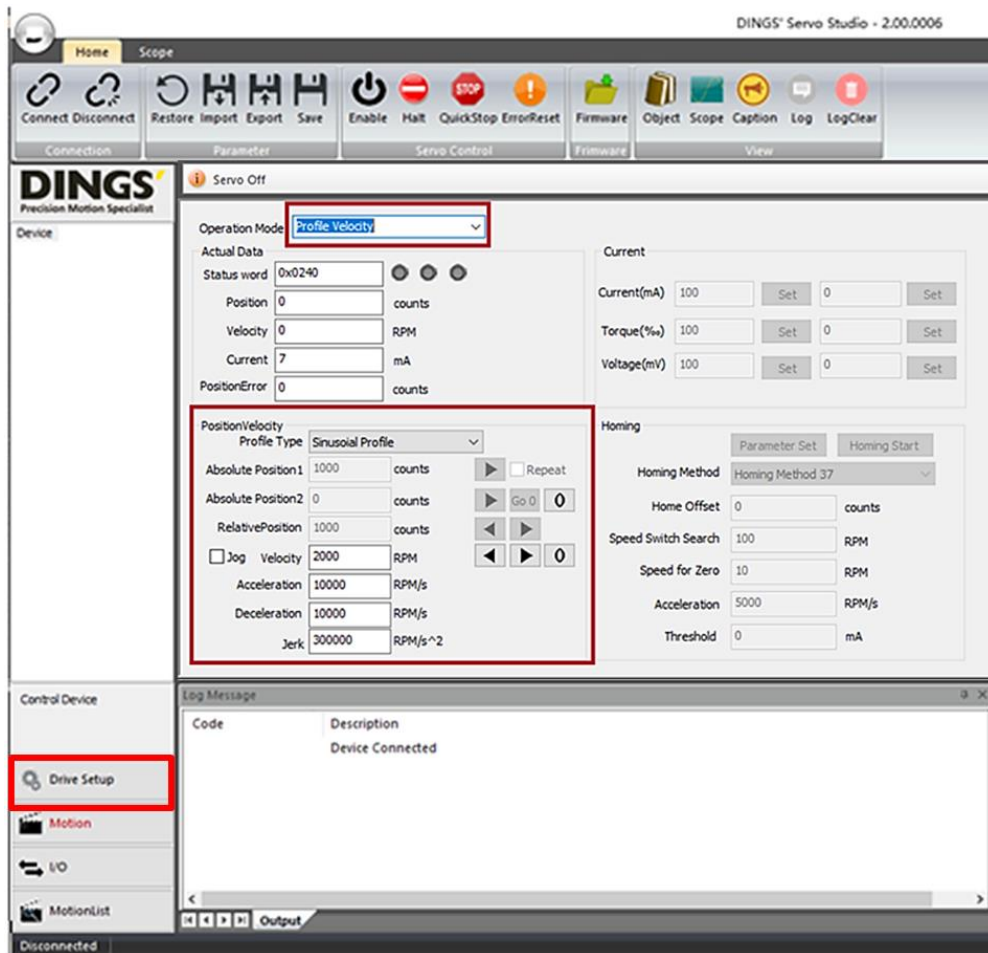 DINGS' Servo Studio - 2.00.0006
Home Scope
Connect Disconnect Restore Import Export Save Enable Halt QuickStop ErrorReset Firmware Object Scope Caption Log LogClear
Connection Parameter Servo Control Frimware View
DINGS'
Precision Motion Specialist
Device
Servo Off
Operation Mode Profile Velocity
Actual Data
Status word 0x0240
Position 0 counts
Velocity 0 RPM
Current 7 mA
PositionError 0 counts
Current
Current(mA) 100 Set 0 Set
Torque(‰) 100 Set 0 Set
Voltage(mV) 100 Set 0 Set
PositionVelocity
Profile Type Sinusoial Profile
Absolute Position1 1000 counts Repeat
Absolute Position2 0 counts Go 0 0
RelativePosition 1000 counts
Jog Velocity 2000 RPM 0
Acceleration 10000 RPM/s
Deceleration 10000 RPM/s
Jerk 300000 RPM/s^2
Homing
Parameter Set Homing Start
Homing Method Homing Method 37
Home Offset 0 counts
Speed Switch Search 100 RPM
Speed for Zero 10 RPM
Acceleration 5000 RPM/s
Threshold 0 mA
Control Device
Drive Setup
Motion
I/O
MotionList
Log Message
Code Description
Device Connected
Output
Disconnected